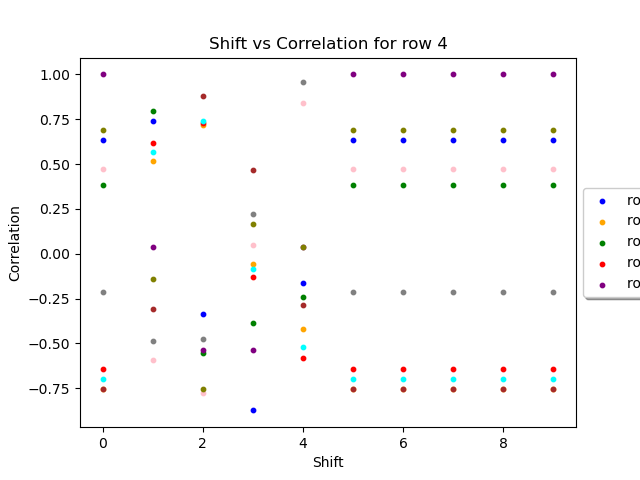 Shift vs Correlation for row 4
1.00
0.75
0.50
0.25
0.00
−0.25
−0.50
−0.75
Correlation
0
2
4
6
8
Shift
ro
ro
ro
ro
ro